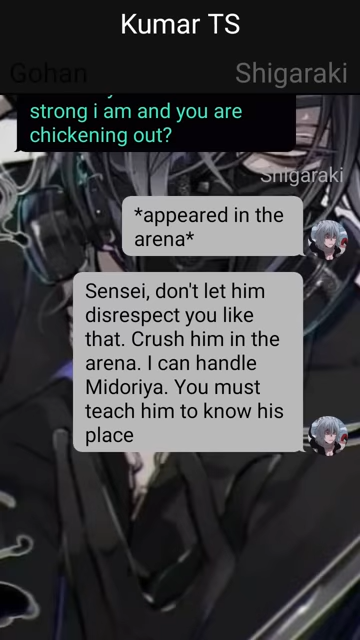 Kumar TS
Gohan
Shigaraki
strong i am and you are
chickening out?
Shigaraki
*appeared in the
arena*
Sensei, don't let him
disrespect you like
that. Crush him in the
arena. I can handle
Midoriya. You must
teach him to know his
place